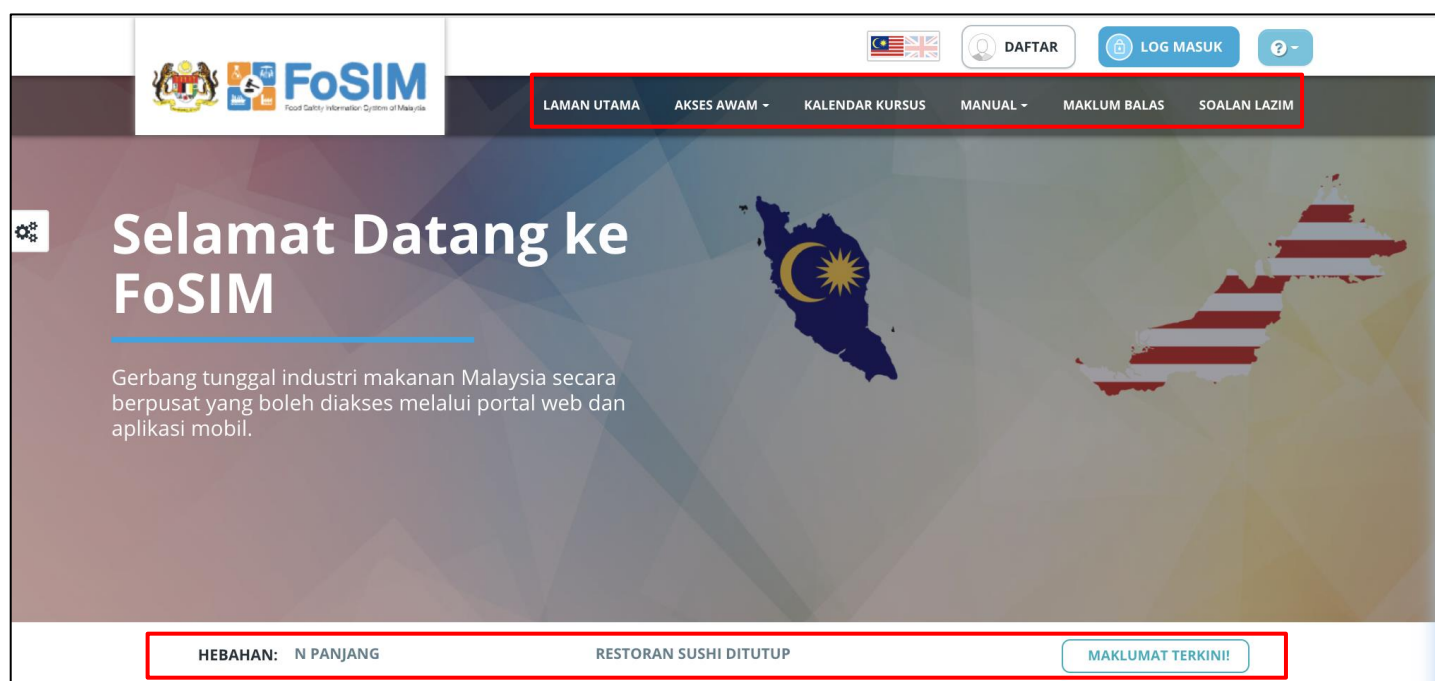 DAFTAR
LOG MASUK
FoSIM
Food Safety Information System of Malaysia
LAMAN UTAMA AKSES AWAM KALENDAR KURSUS MANUAL MAKLUM BALAS SOALAN LAZIM
Selamat Datang ke
FoSIM
Gerbang tunggal industri makanan Malaysia secara
berpusat yang boleh diakses melalui portal web dan
aplikasi mobil.
HEBAHAN: N PANJANG RESTORAN SUSHI DITUTUP MAKLUMAT TERKINI!